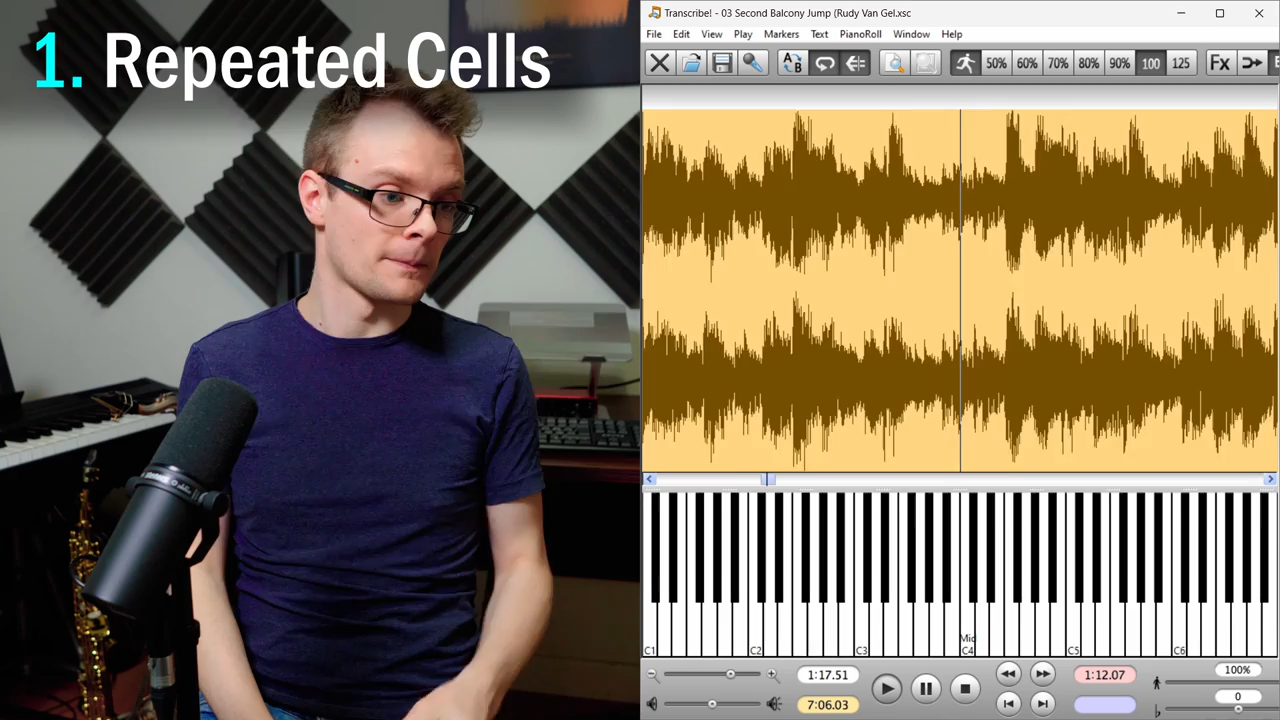 1. Repeated Cells
Transcribe! - 03 Second Balcony Jump (Rudy Van Gel.xsc
File Edit View Play Markers Text PianoRoll Window Help
50% 60% 70% 80% 90% 100 125 Fx
Mid
C1 C2 C3 C4 C5 C6
1:17.51 1:12.07 100%
7:06.03 0